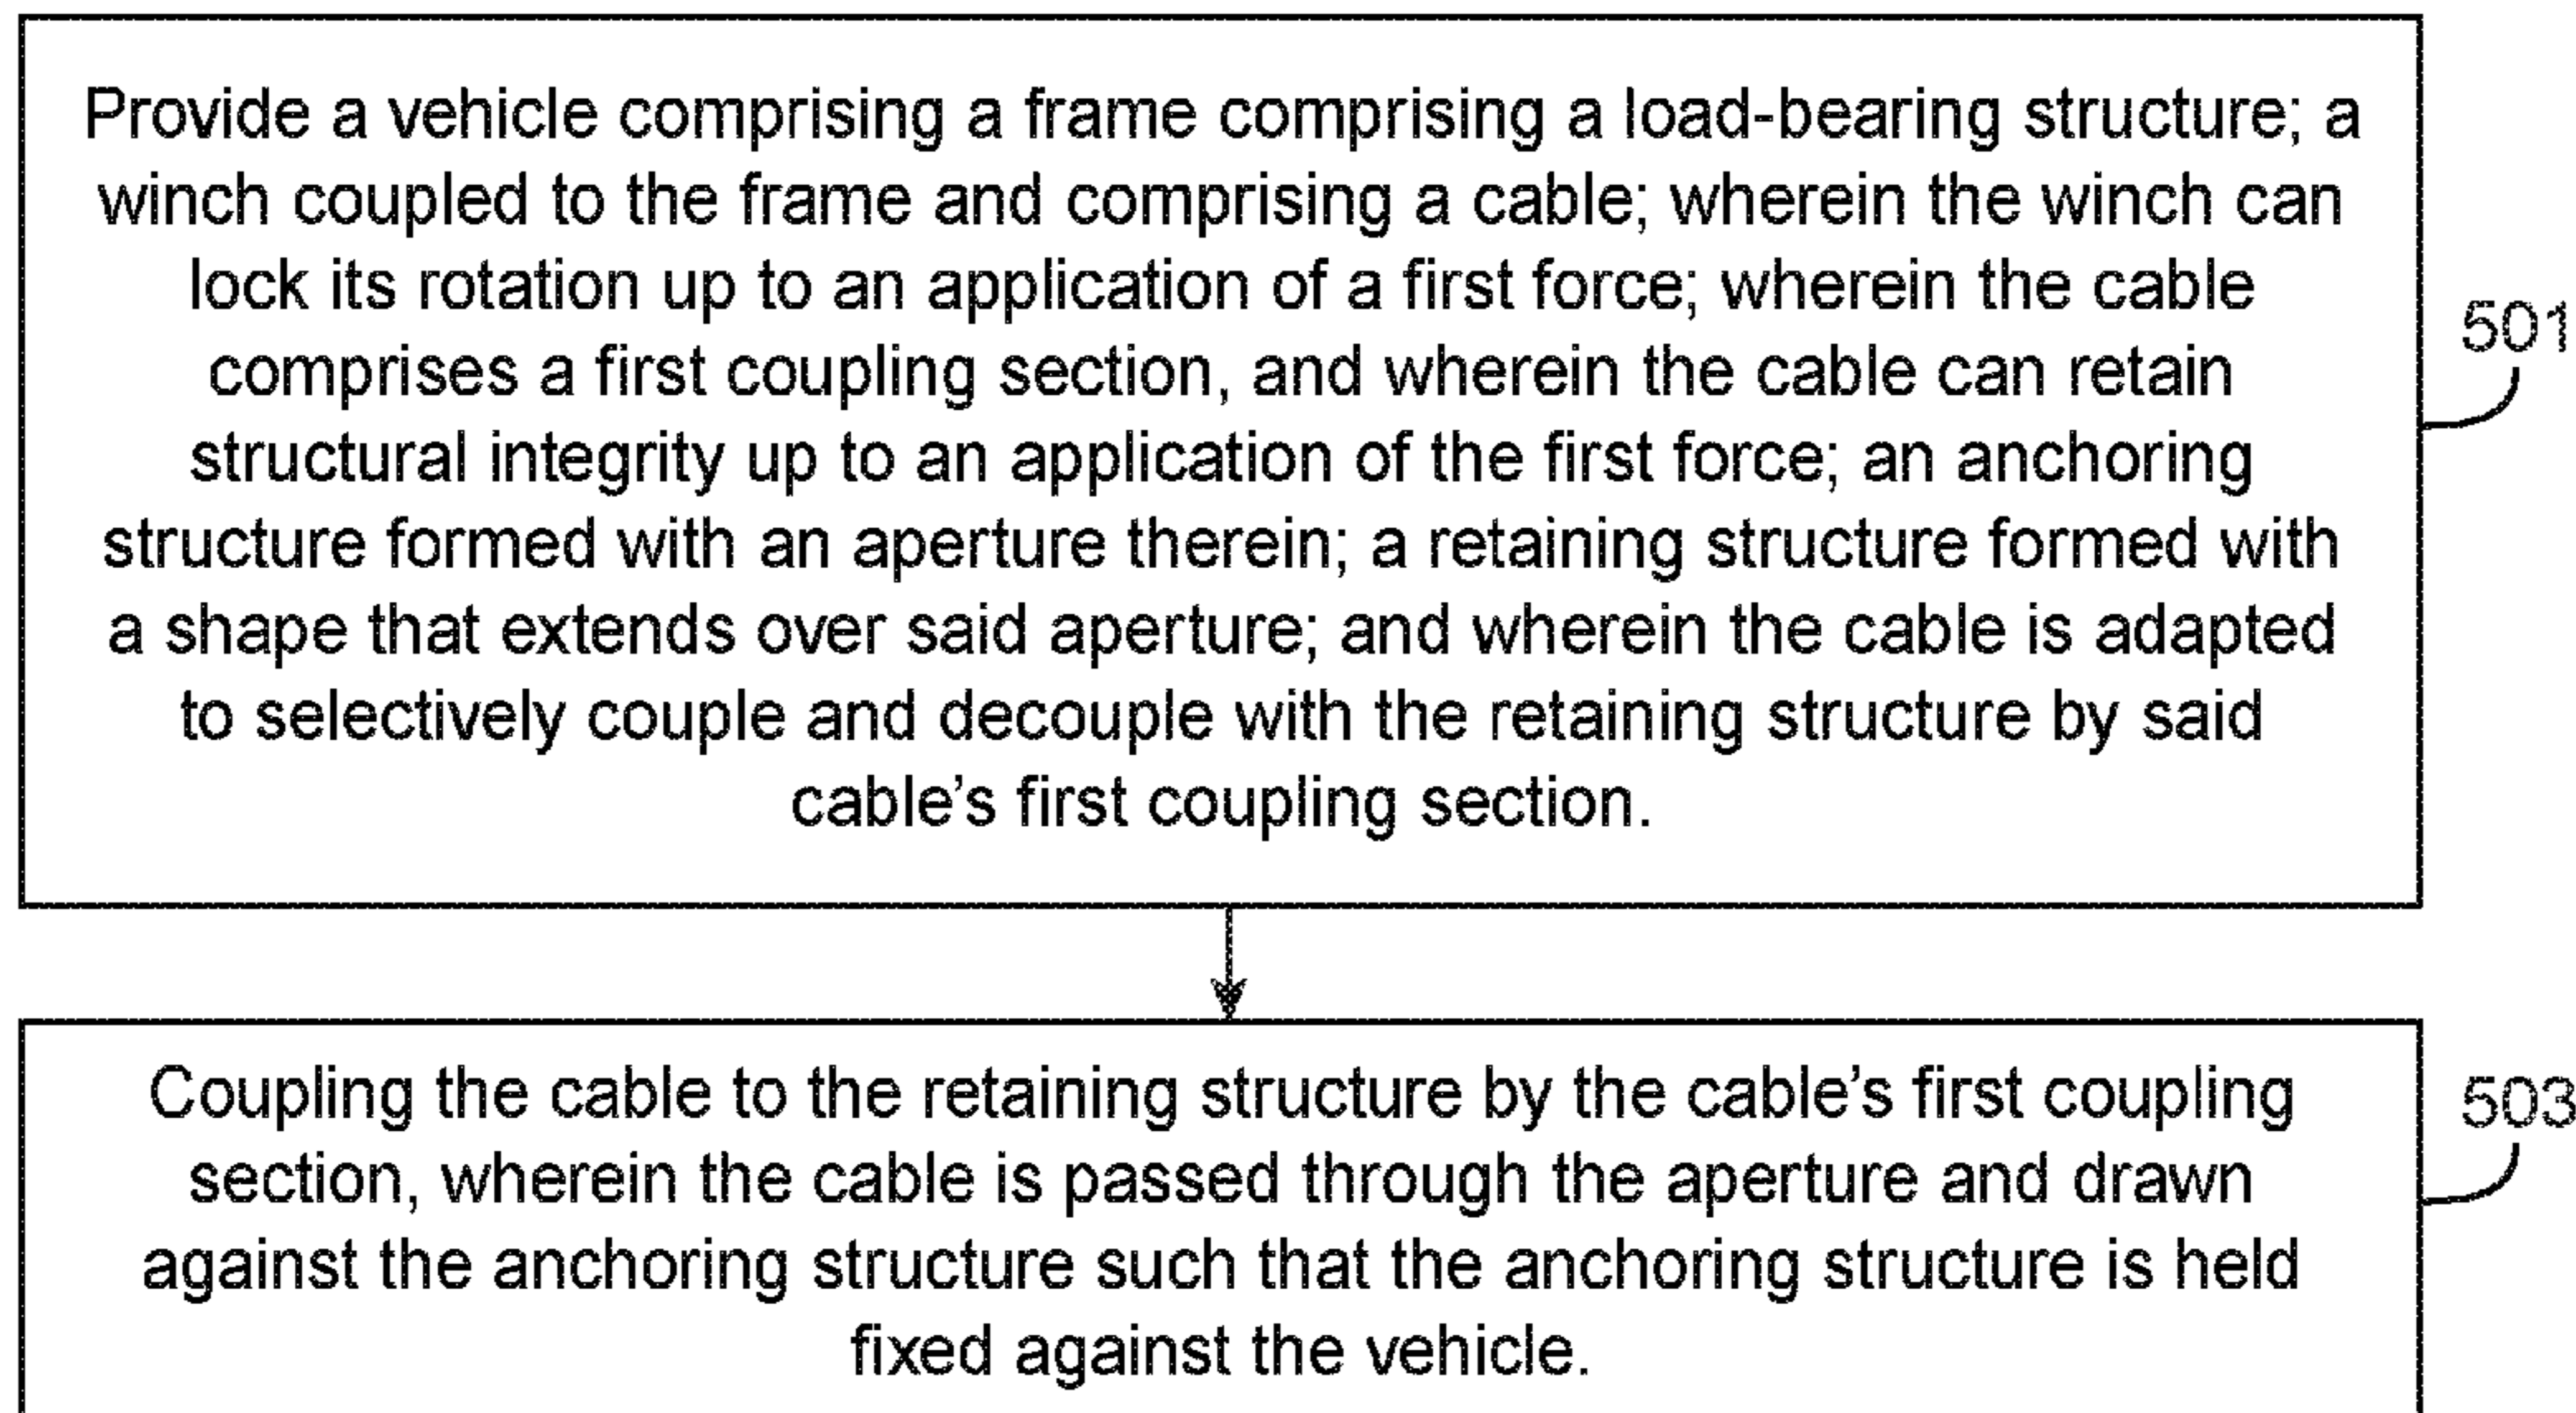 Provide a vehicle comprising a frame comprising a load-bearing structure; a
winch coupled to the frame and comprising a cable; wherein the winch can
lock its rotation up to an application of a first force; wherein the cable
comprises a first coupling section, and wherein the cable can retain
structural integrity up to an application of the first force; an anchoring
structure formed with an aperture therein; a retaining structure formed with
a shape that extends over said aperture; and wherein the cable is adapted
to selectively couple and decouple with the retaining structure by said
cable's first coupling section.
501
Coupling the cable to the retaining structure by the cable's first coupling
section, wherein the cable is passed through the aperture and drawn
against the anchoring structure such that the anchoring structure is held
fixed against the vehicle.
503